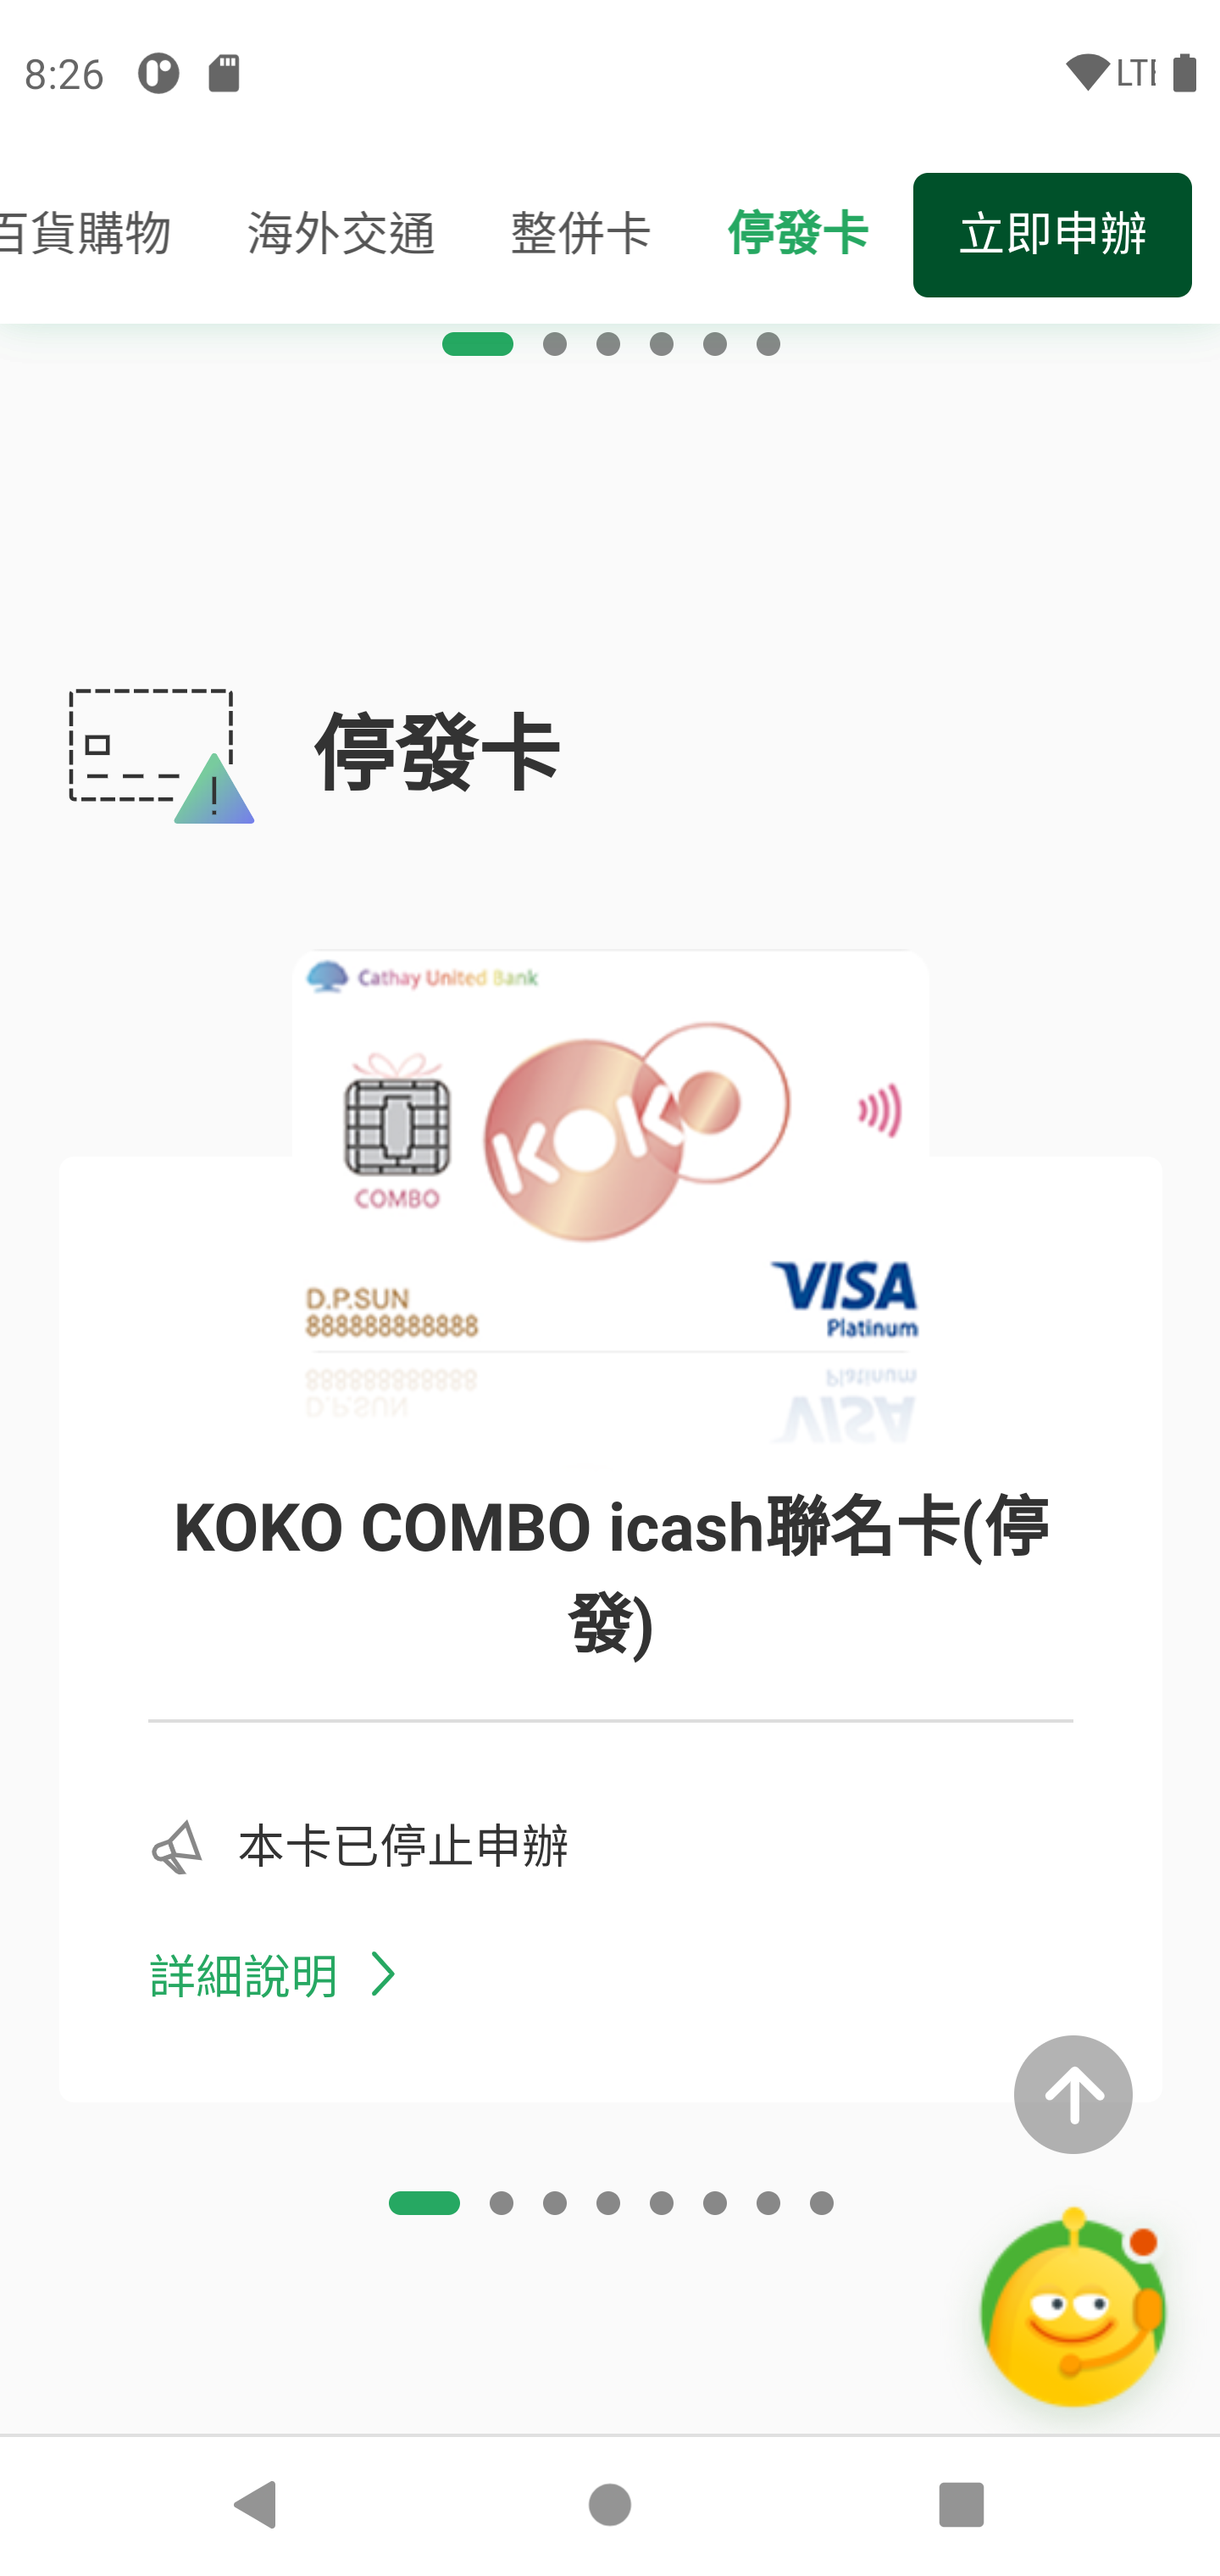 8:26
LTE
百貨購物 海外交通 整併卡 停發卡 立即申辦
停發卡
Cathay United Bank
KOKO
COMBO
D.P.SUN
888888888888
VISA
Platinum
KOKO COMBO icash聯名卡(停
發)
本卡已停止申辦
詳細說明